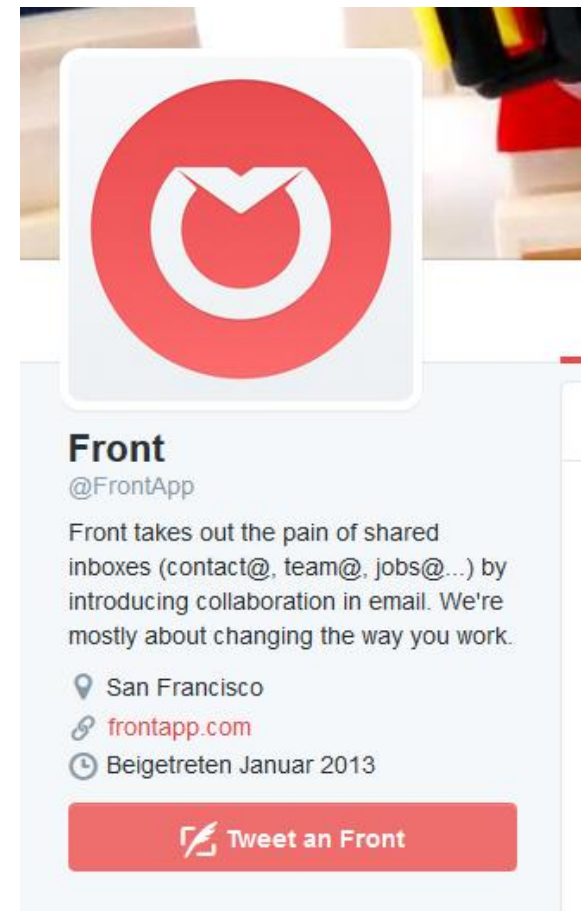 Front
@FrontApp
Front takes out the pain of shared
inboxes (contact@, team@, jobs@...) by
introducing collaboration in email. We're
mostly about changing the way you work.
San Francisco
frontapp.com
Beigetreten Januar 2013
Tweet an Front